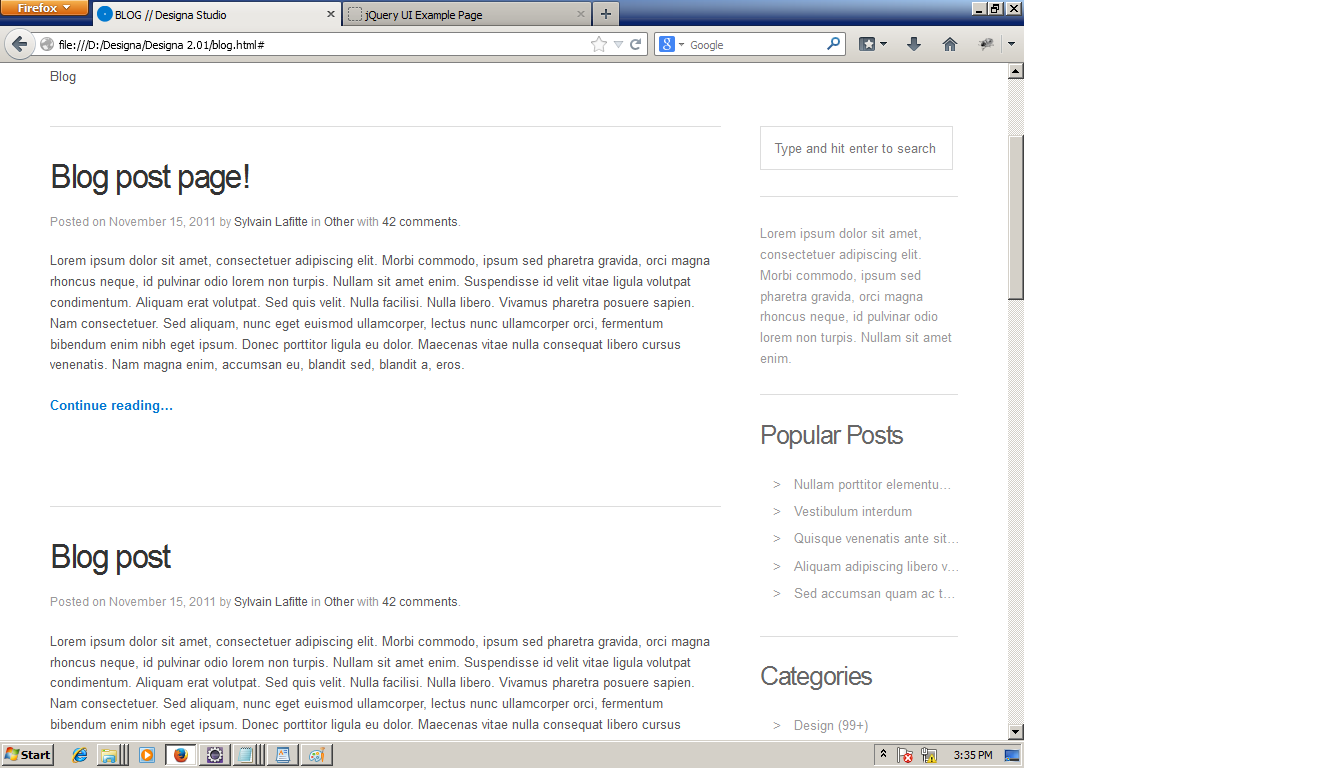 Firefox
BLOG // Designa Studio
jQuery UI Example Page
file:///D:/Designa/Designa 2.01/blog.html#
Google
Blog
Blog post page!
Posted on November 15, 2011 by Sylvain Lafitte in Other with 42 comments.
Lorem ipsum dolor sit amet, consectetuer adipiscing elit. Morbi commodo, ipsum sed pharetra gravida, orci magna
rhoncus neque, id pulvinar odio lorem non turpis. Nullam sit amet enim. Suspendisse id velit vitae ligula volutpat
condimentum. Aliquam erat volutpat. Sed quis velit. Nulla facilisi. Nulla libero. Vivamus pharetra posuere sapien.
Nam consectetuer. Sed aliquam, nunc eget euismod ullamcorper, lectus nunc ullamcorper orci, fermentum
bibendum enim nibh eget ipsum. Donec porttitor ligula eu dolor. Maecenas vitae nulla consequat libero cursus
venenatis. Nam magna enim, accumsan eu, blandit sed, blandit a, eros.
Continue reading…
Blog post
Posted on November 15, 2011 by Sylvain Lafitte in Other with 42 comments.
Lorem ipsum dolor sit amet, consectetuer adipiscing elit. Morbi commodo, ipsum sed pharetra gravida, orci magna
rhoncus neque, id pulvinar odio lorem non turpis. Nullam sit amet enim. Suspendisse id velit vitae ligula volutpat
condimentum. Aliquam erat volutpat. Sed quis velit. Nulla facilisi. Nulla libero. Vivamus pharetra posuere sapien.
Nam consectetuer. Sed aliquam, nunc eget euismod ullamcorper, lectus nunc ullamcorper orci, fermentum
bibendum enim nibh eget ipsum. Donec porttitor ligula eu dolor. Maecenas vitae nulla consequat libero cursus
Type and hit enter to search
Lorem ipsum dolor sit amet,
consectetuer adipiscing elit.
Morbi commodo, ipsum sed
pharetra gravida, orci magna
rhoncus neque, id pulvinar odio
lorem non turpis. Nullam sit amet
enim.
Popular Posts
> Nullam porttitor elementu…
> Vestibulum interdum
> Quisque venenatis ante sit…
> Aliquam adipiscing libero v…
> Sed accumsan quam ac t…
Categories
> Design (99+)
Start
3:35 PM